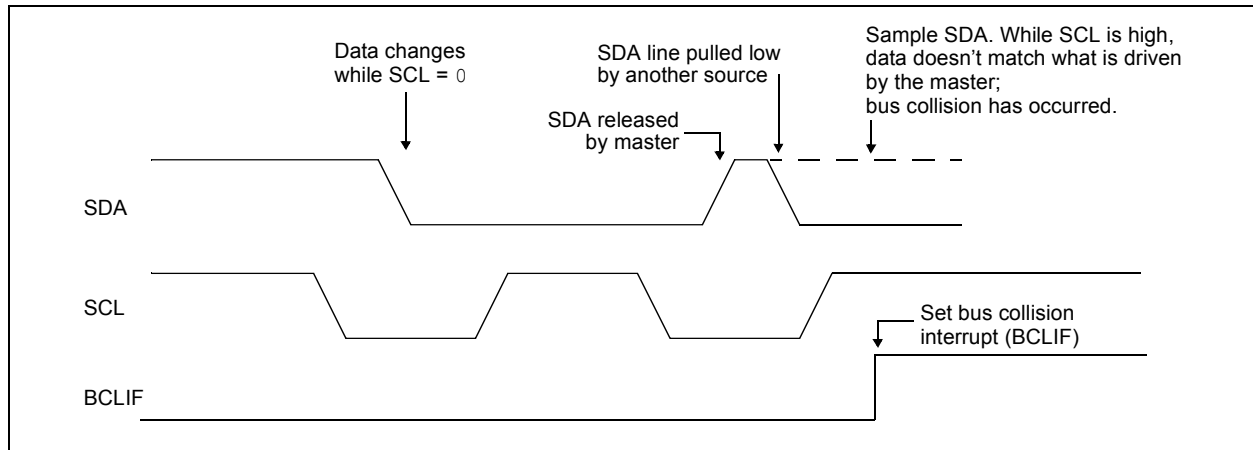 Data changes
while SCL = 0
SDA line pulled low
by another source
SDA released
by master
Sample SDA. While SCL is high,
data doesn’t match what is driven
by the master;
bus collision has occurred.
SDA
SCL
Set bus collision
interrupt (BCLIF)
BCLIF